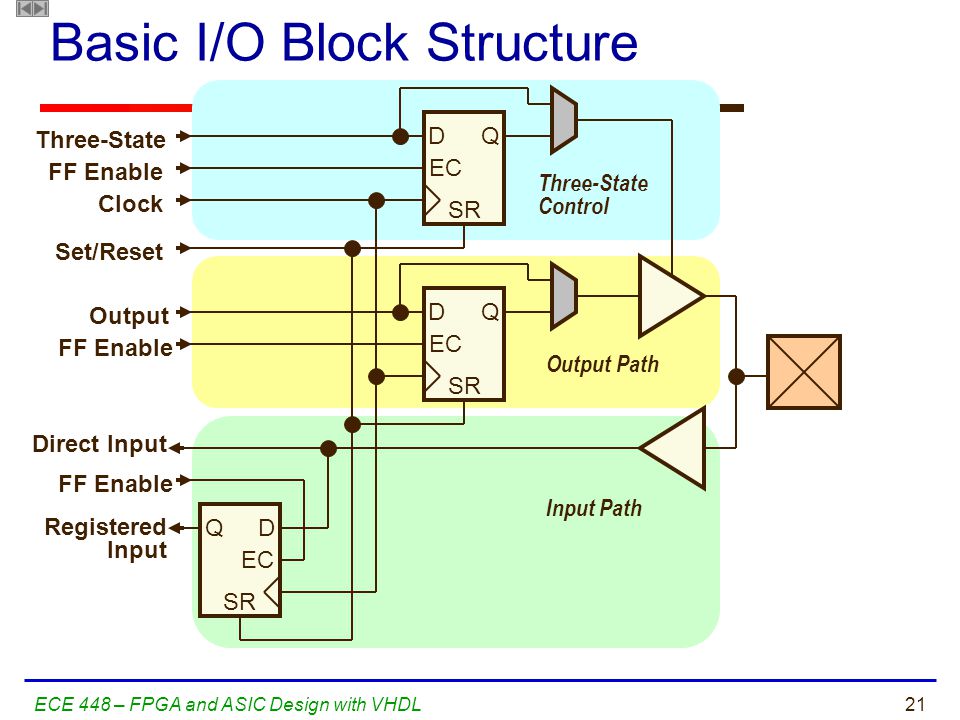 Basic I/O Block Structure
Three-State
FF Enable
Clock
Set/Reset
D Q
EC
SR
Three-State
Control
Output
FF Enable
D Q
EC
SR
Output Path
Direct Input
FF Enable
Registered
Input
Q D
EC
SR
Input Path
ECE 448 – FPGA and ASIC Design with VHDL
21